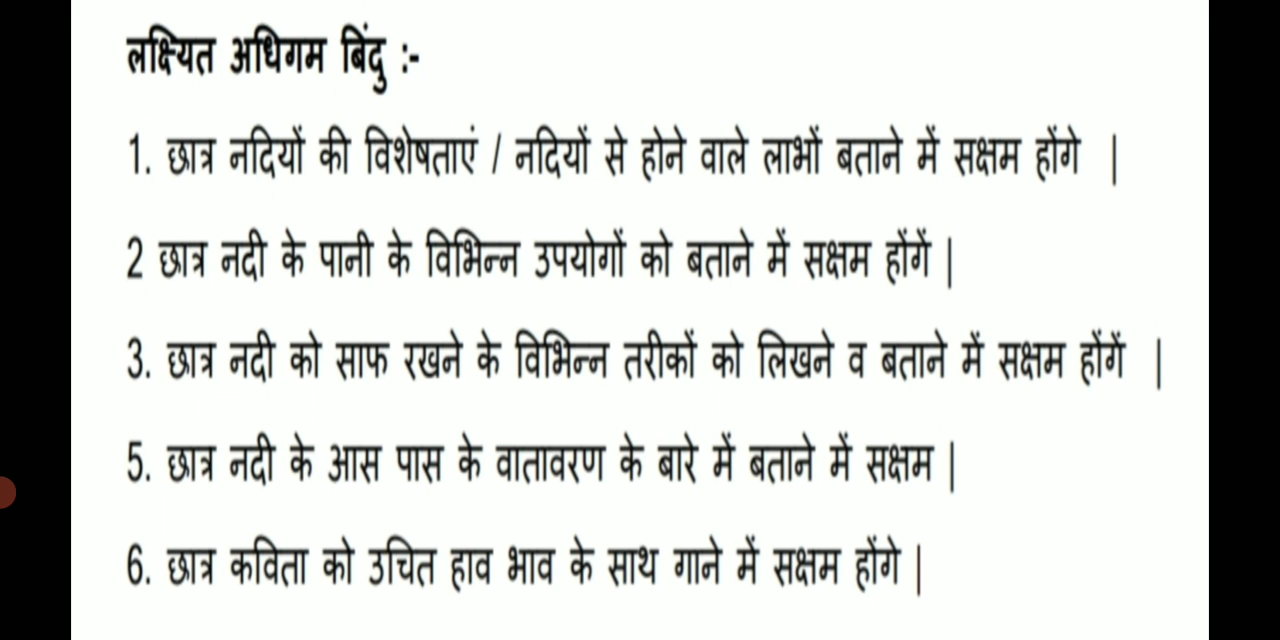 लक्ष्यित अधिगम बिंदु :-
1. छात्र नदियों की विशेषताएं / नदियों से होने वाले लाभों बताने में सक्षम होंगे |
2 छात्र नदी के पानी के विभिन्न उपयोगों को बताने में सक्षम होंगें |
3. छात्र नदी को साफ रखने के विभिन्न तरीकों को लिखने व बताने में सक्षम होंगें |
5. छात्र नदी के आस पास के वातावरण के बारे में बताने में सक्षम |
6. छात्र कविता को उचित हाव भाव के साथ गाने में सक्षम होंगे |